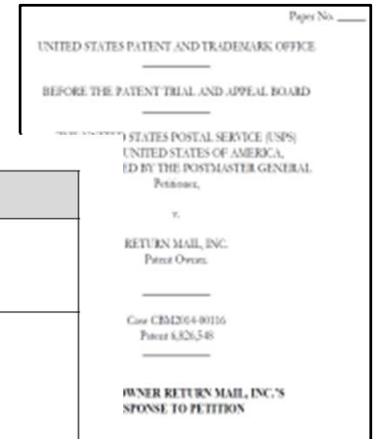 Paper No.
UNITED STATES PATENT AND TRADEMARK OFFICE
BEFORE THE PATENT TRIAL AND APPEAL BOARD
STATES POSTAL SERVICE (USPS)
UNITED STATES OF AMERICA,
ED BY THE POSTMASTER GENERAL
Petitioner,
v.
RETURN MAIL, INC.
Patent Owner.
Case CBM2014-00116
Patent 6,826,548
OWNER RETURN MAIL, INC.'S
SPONSE TO PETITION